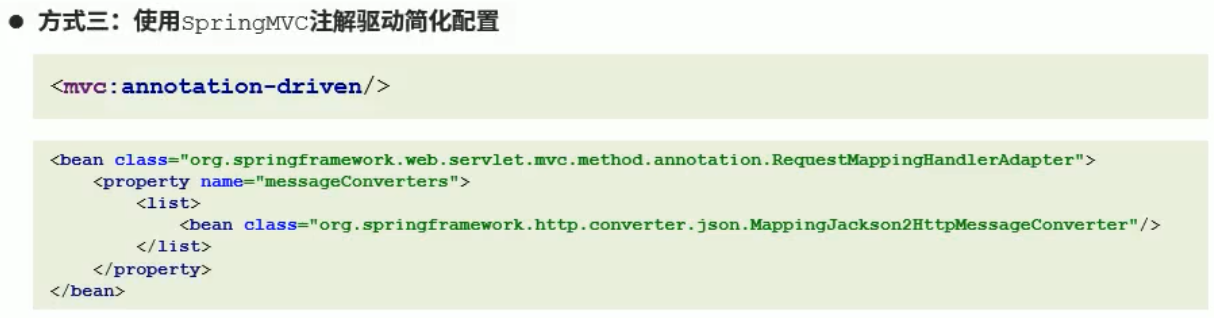 ● 方式三：使用SpringMVC注解驱动简化配置
<mvc:annotation-driven/>
<bean class="org.springframework.web.servlet.mvc.method.annotation.RequestMappingHandlerAdapter">
    <property name="messageConverters">
        <list>
            <bean class="org.springframework.http.converter.json.MappingJackson2HttpMessageConverter"/>
        </list>
    </property>
</bean>